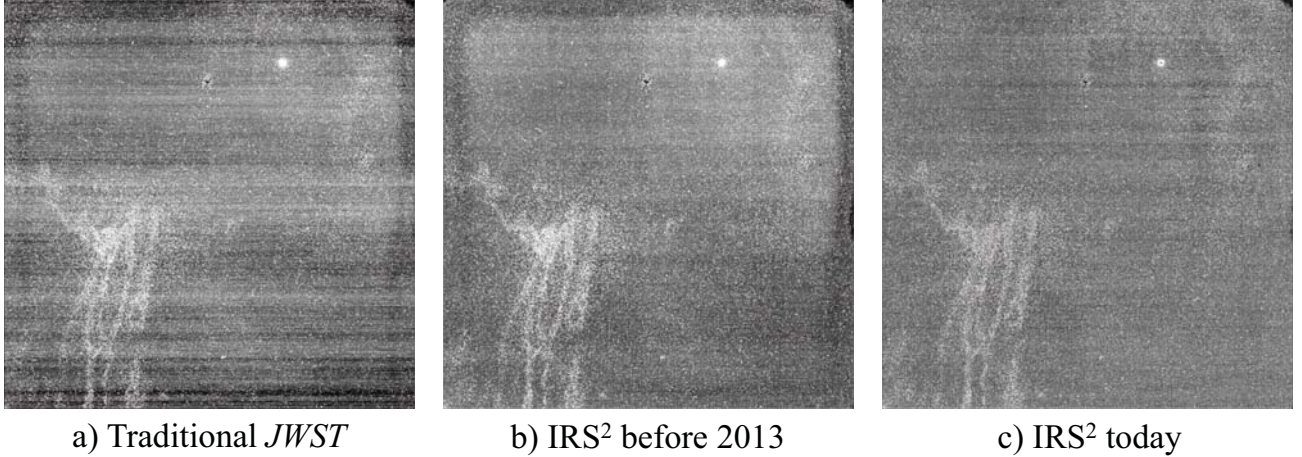 a) Traditional JWST
b) IRS² before 2013
c) IRS² today